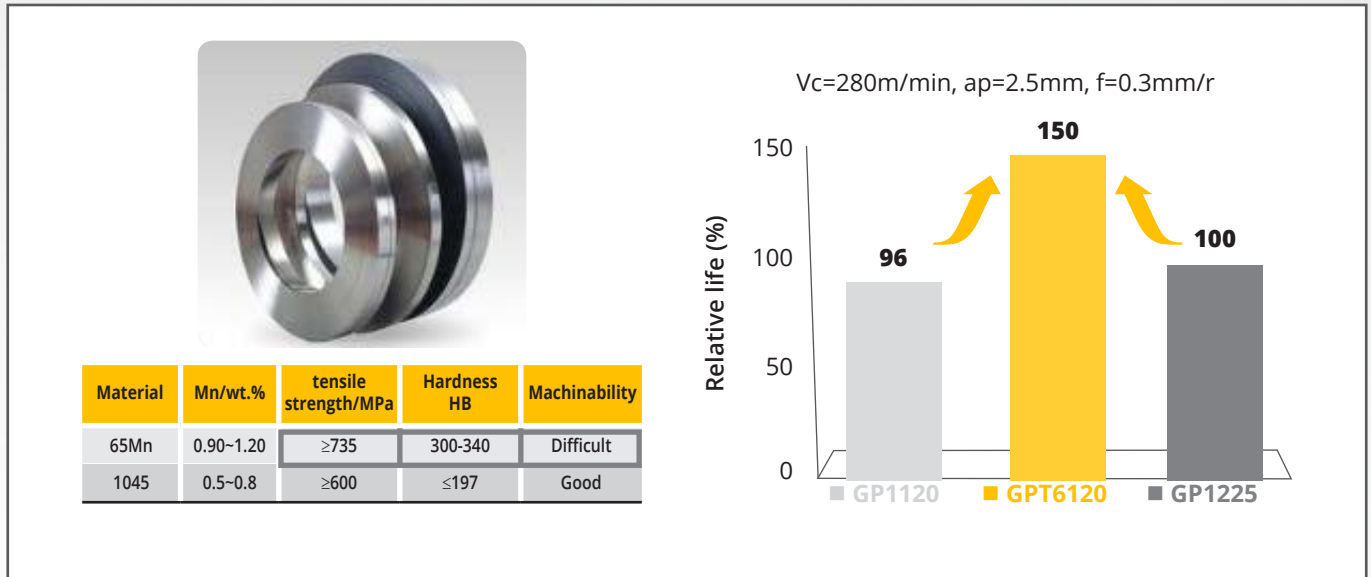 Material Mn/wt.% tensile strength/MPa Hardness HB Machinability
65Mn 0.90~1.20 ≥735 300-340 Difficult
1045 0.5~0.8 ≥600 ≤197 Good
Vc=280m/min, ap=2.5mm, f=0.3mm/r
Relative life (%)
150
100
50
0
96
150
100
GP1120 GPT6120 GP1225